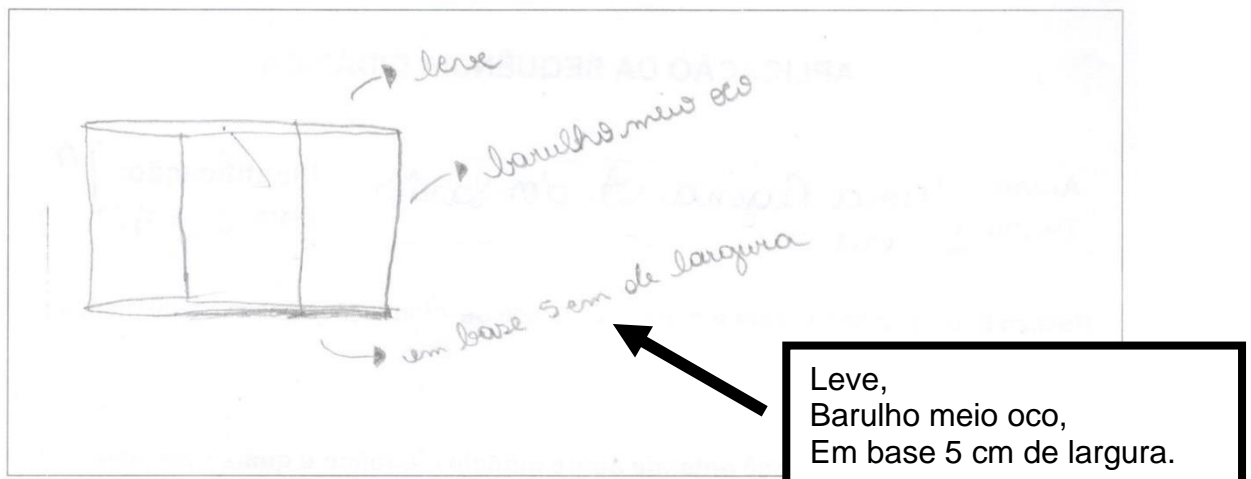 leve
barulho meio oco
em base 5 cm de largura
Leve,
Barulho meio oco,
Em base 5 cm de largura.